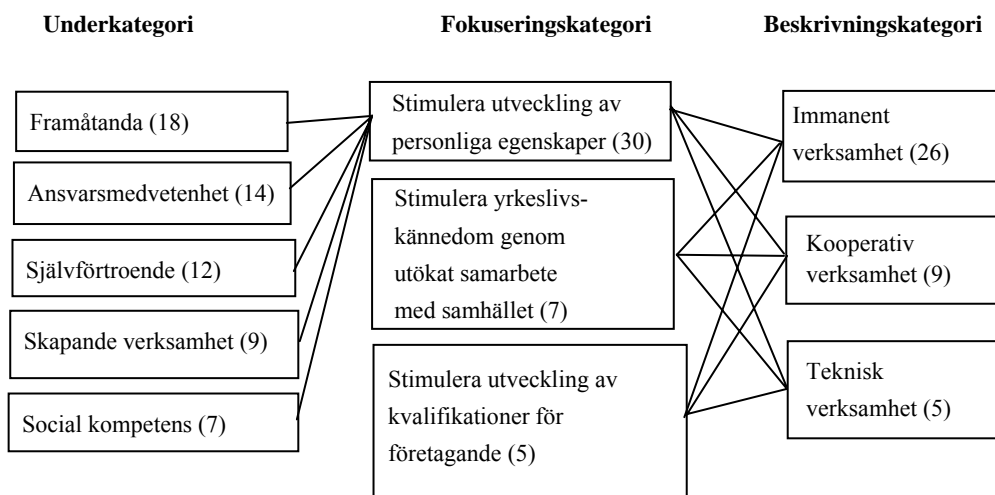 Underkategori
Fokuseringskategori
Beskrivningskategori
Framåtanda (18)
Ansvarsmedvetenhet (14)
Självförtroende (12)
Skapande verksamhet (9)
Social kompetens (7)
Stimulera utveckling av
personliga egenskaper (30)
Stimulera yrkeslivs-
kännedom genom
utökat samarbete
med samhället (7)
Stimulera utveckling av
kvalifikationer för
företagande (5)
Immanent
verksamhet (26)
Kooperativ
verksamhet (9)
Teknisk
verksamhet (5)